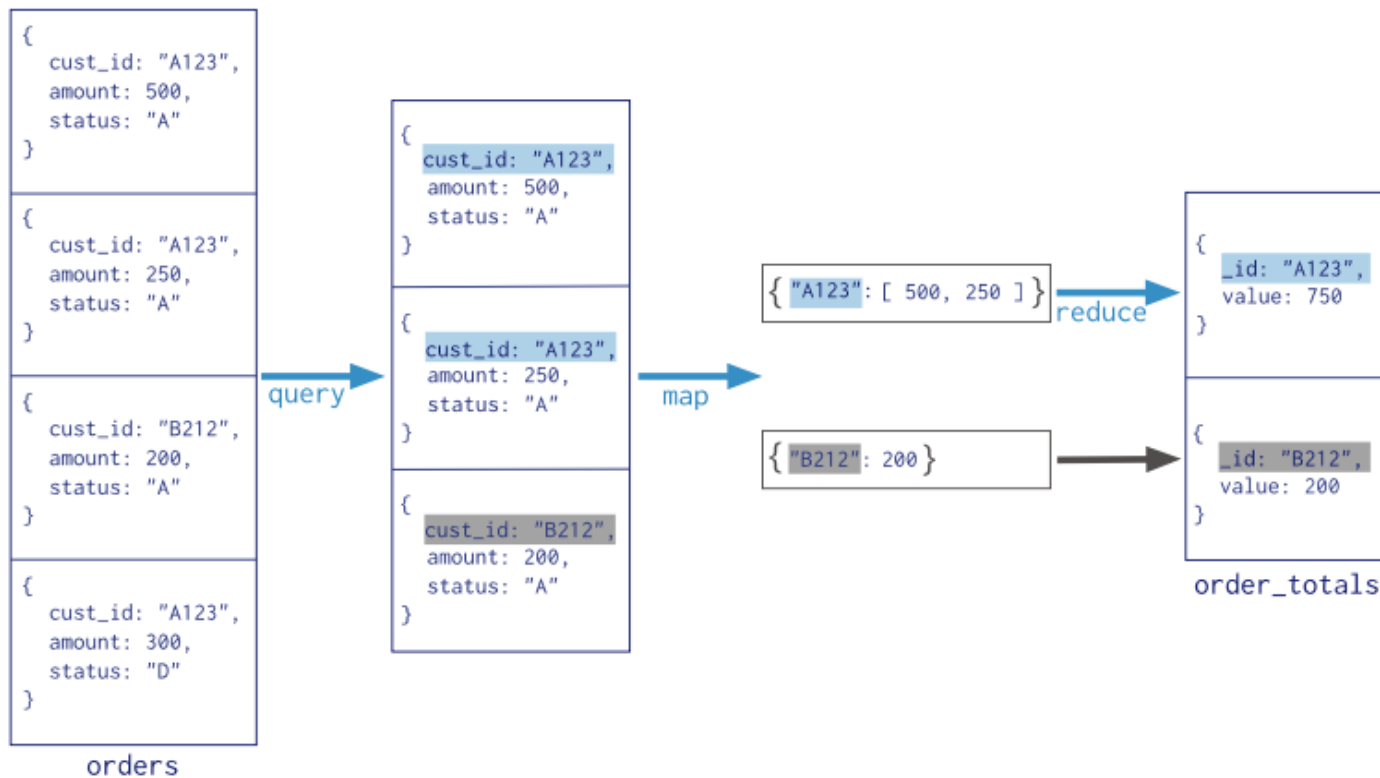 {
cust_id: "A123",
amount: 500,
status: "A"
}
{
cust_id: "A123",
amount: 250,
status: "A"
}
{
cust_id: "B212",
amount: 200,
status: "A"
}
{
cust_id: "A123",
amount: 300,
status: "D"
}
orders
query
{
cust_id: "A123",
amount: 500,
status: "A"
}
{
cust_id: "A123",
amount: 250,
status: "A"
}
{
cust_id: "B212",
amount: 200,
status: "A"
}
map
{ "A123": [ 500, 250 ] }
reduce
{ "B212": 200 }
{
_id: "A123",
value: 750
}
{
_id: "B212",
value: 200
}
order_totals